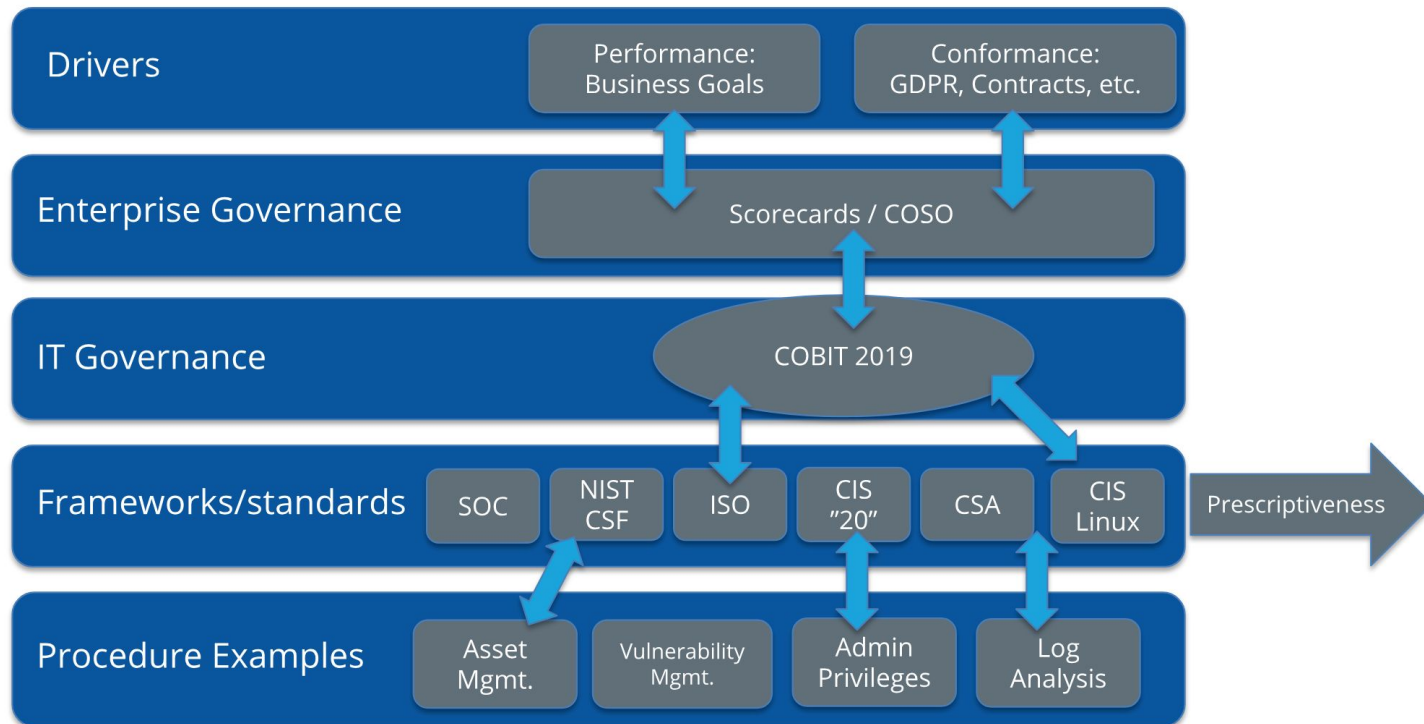 Drivers
Performance:
Business Goals
Conformance:
GDPR, Contracts, etc.
Enterprise Governance
Scorecards / COSO
IT Governance
COBIT 2019
Frameworks/standards
SOC
NIST
CSF
ISO
CIS
”20”
CSA
CIS
Linux
Prescriptiveness
Procedure Examples
Asset
Mgmt.
Vulnerability
Mgmt.
Admin
Privileges
Log
Analysis